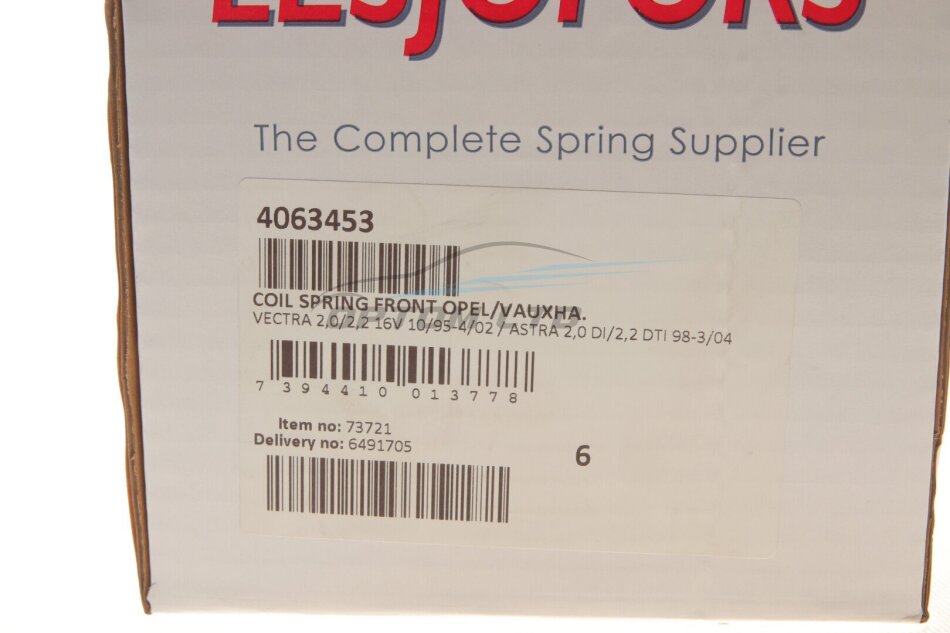 LESJÖFORS
The Complete Spring Supplier
4063453
COIL SPRING FRONT OPEL/VAUXHA.
VECTRA 2,0/2,2 16V 10/95-4/02 / ASTRA 2,0 DI/2,2 DTI 98-3/04
7 394410 013778
Item no: 73721
Delivery no: 6491705
6